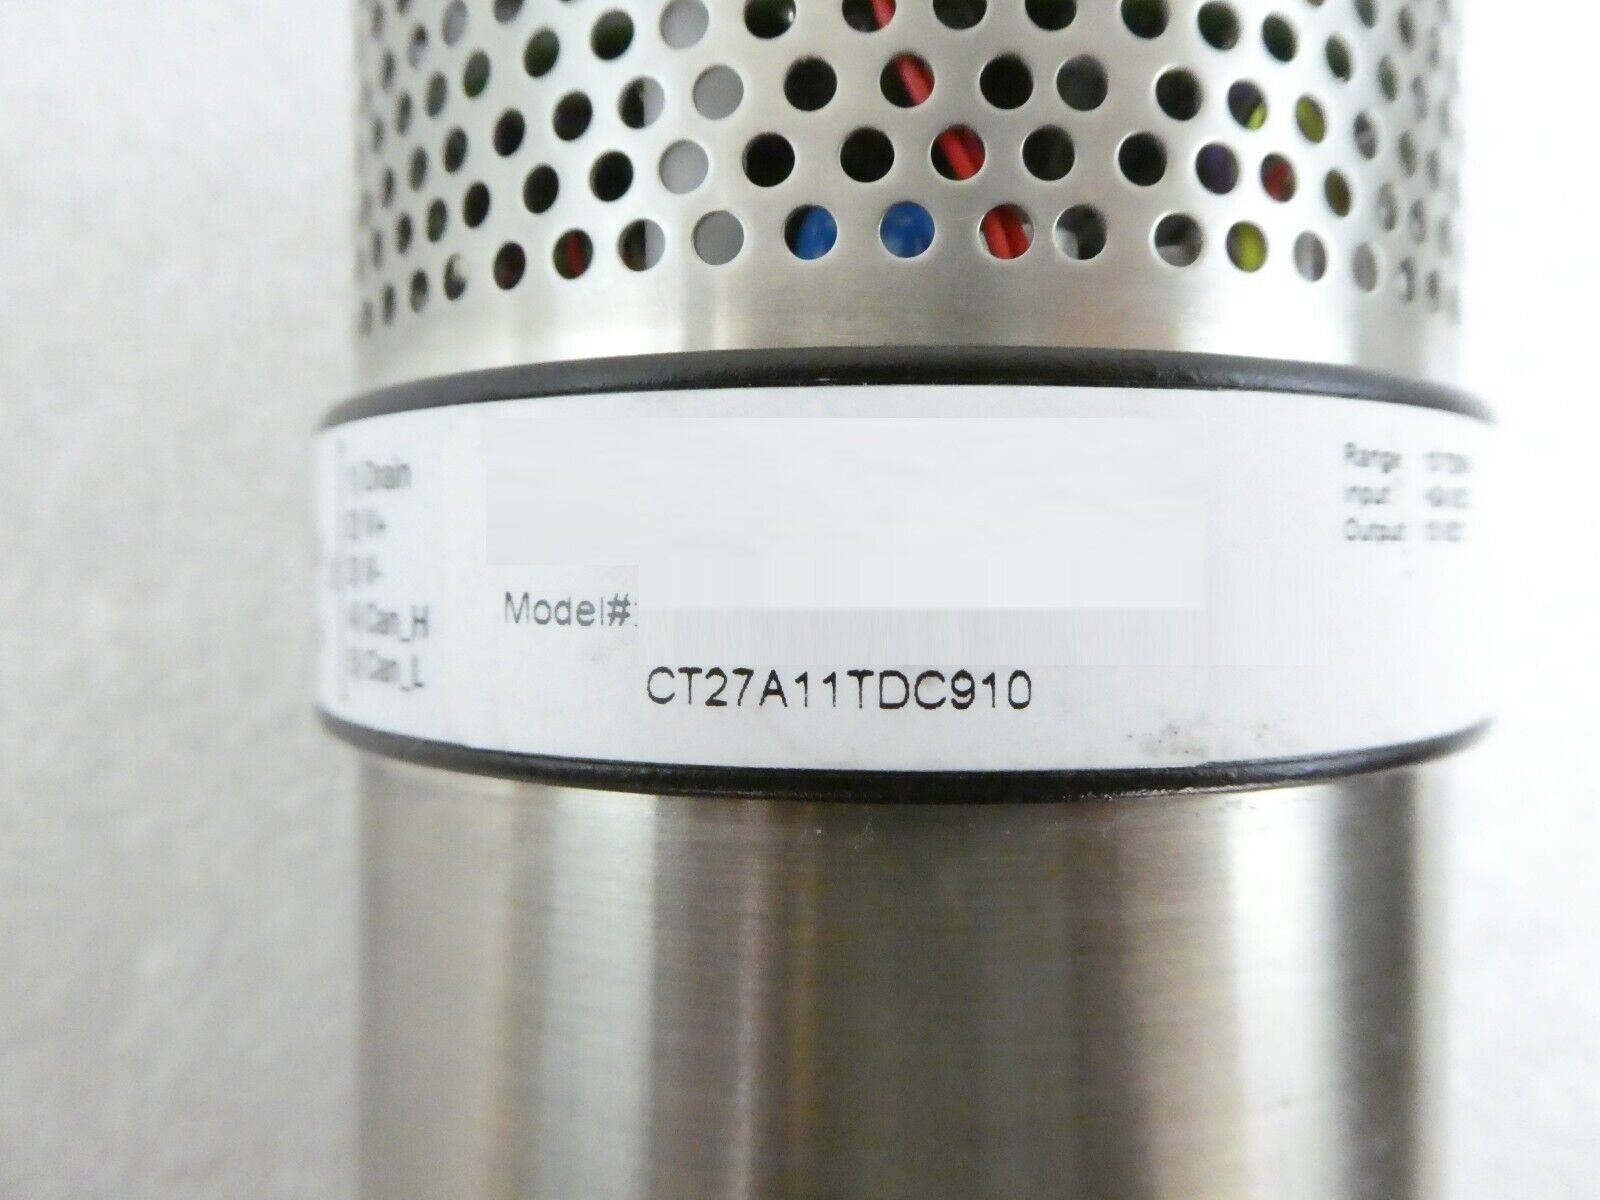 1) Drain
2) V+
3) V-
4) Can_H
5) Can_L
Model#:
CT27A11TDC910
Range
Input
Output